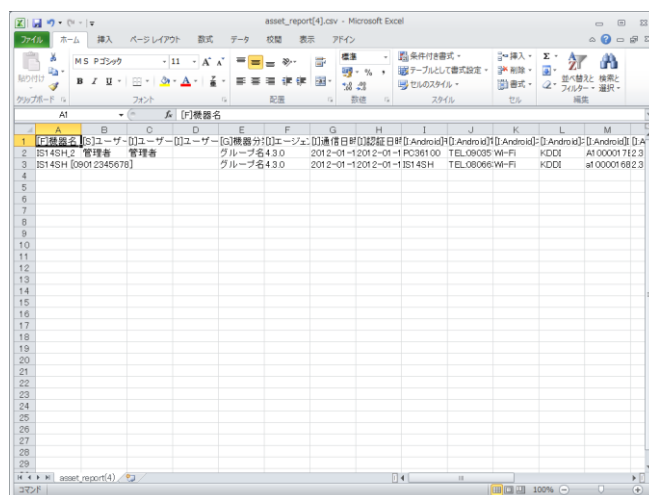 asset_report[4].csv - Microsoft Excel
ファイル ホーム 挿入 ページ レイアウト 数式 データ 校閲 表示 アドイン
MS Pゴシック 11 A A 標準 条件付き書式 挿入 Σ
貼り付け B I U A % , テーブルとして書式設定 削除 並べ替えと フィルター 検索と 選択
セルのスタイル 書式
クリップボード フォント 配置 数値 スタイル セル 編集
A1 fx [F]機器名
A B C D E F G H I J K L M
1 [F]機器名 [S]ユーザー [I]ユーザー [I]ユーザー [G]機器分 [I]エージェ [I]通信日時 [I]認証日時 [I:Android] [I:Android] [I:Android] [I:Android] [I:Android] [I:A
2 IS14SH_2 管理者 管理者 グループ名 4.3.0 2012-01-1 2012-01-1 PC36100 TEL:09035 Wi-Fi KDDI A100001 2.3
3 IS14SH [09012345678] グループ名 4.3.0 2012-01-1 2012-01-1 IS14SH TEL:08066 Wi-Fi KDDI a1000016 2.3
4
5
6
7
8
9
10
11
12
13
14
15
16
17
18
19
20
21
22
23
24
25
26
27
28
29
asset_report(4)
コマンド 100%